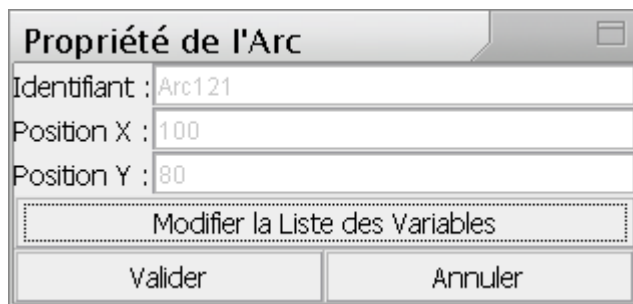 Propriété de l'Arc
Identifiant : Arc121
Position X : 100
Position Y : 80
Modifier la Liste des Variables
Valider Annuler